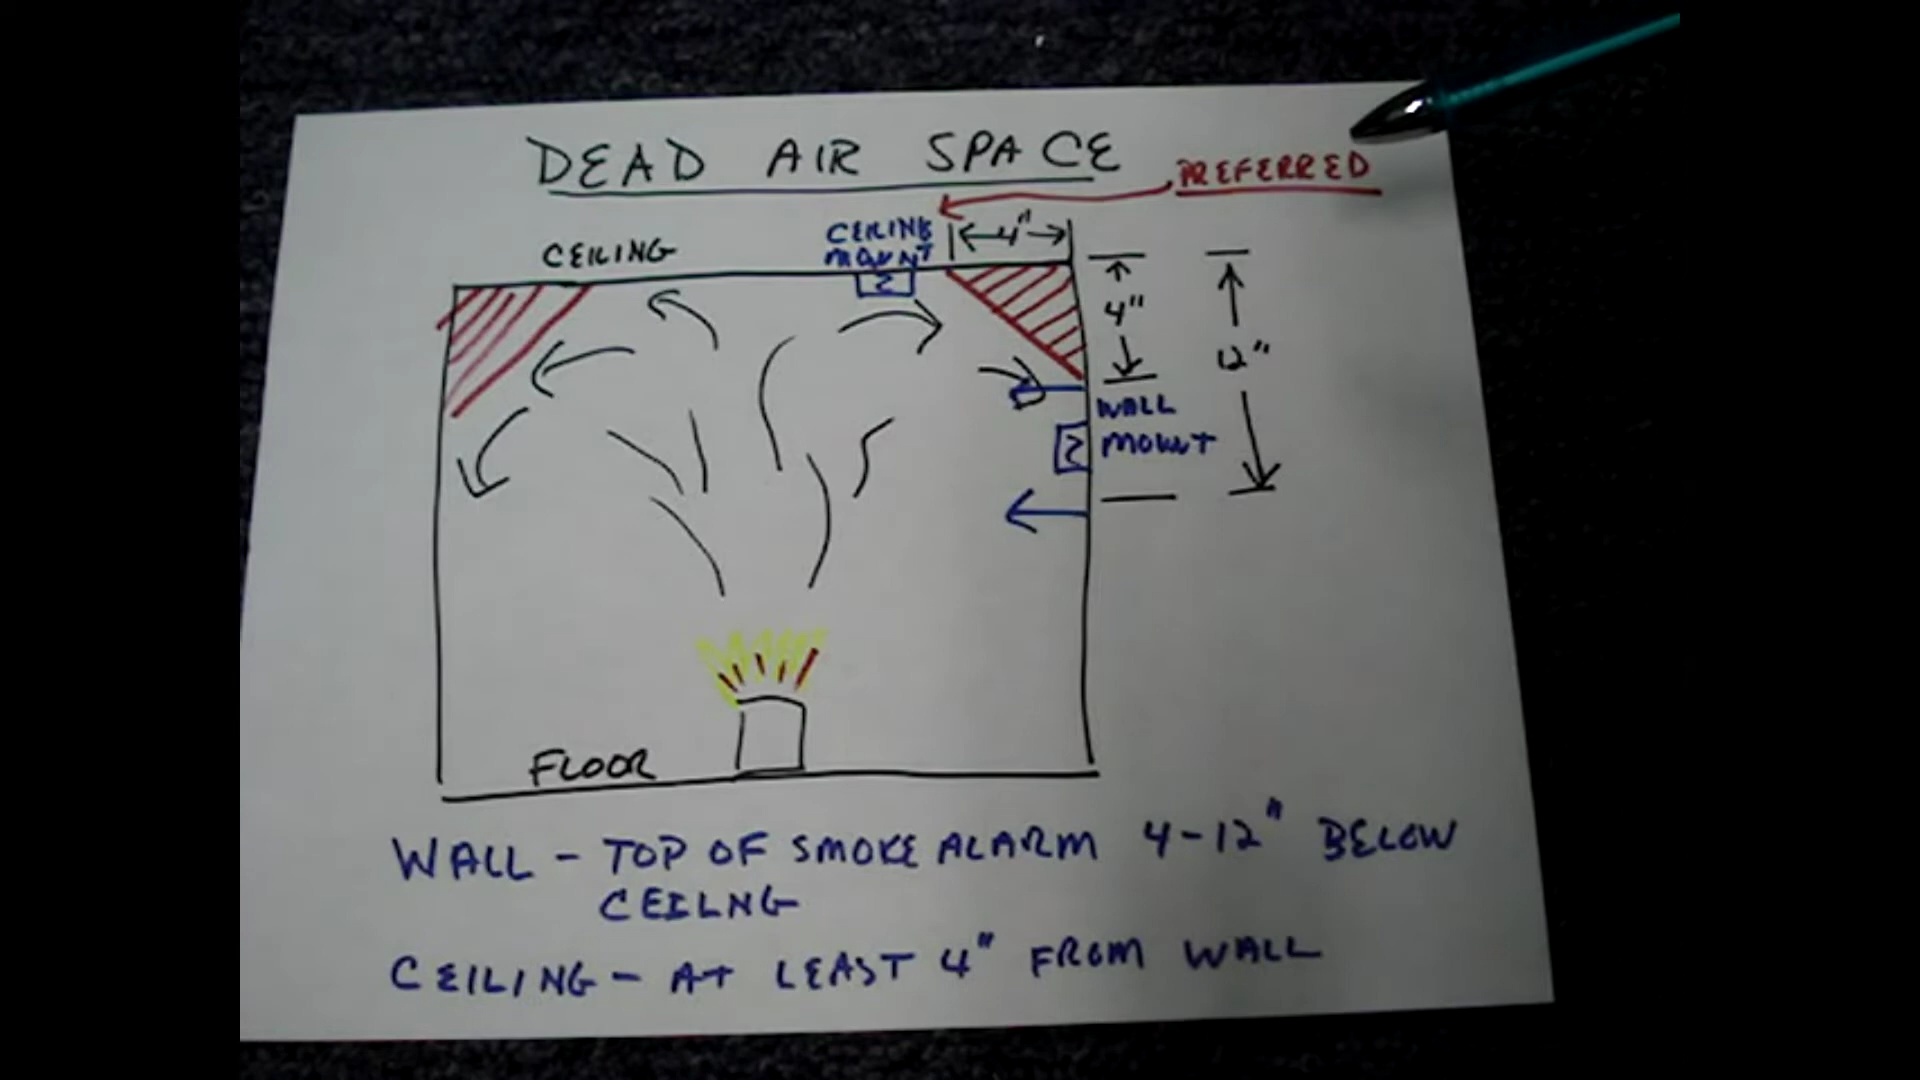 DEAD AIR SPACE
PREFERRED
CEILING
CEILING
MOUNT
4"
4"
12"
WALL
MOUNT
FLOOR
WALL - TOP OF SMOKE ALARM 4-12" BELOW
CEILNG
CEILING - AT LEAST 4" FROM WALL